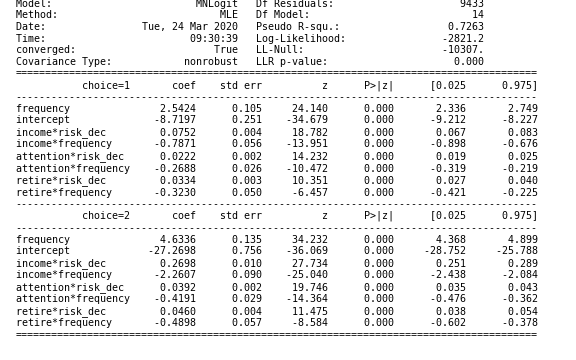 Model: MNLogit Df Residuals: 9433
Method: MLE Df Model: 14
Date: Tue, 24 Mar 2020 Pseudo R-squ.: 0.7263
Time: 09:30:39 Log-Likelihood: -2821.2
converged: True LL-Null: -10307.
Covariance Type: nonrobust LLR p-value: 0.000
choice=1 coef std err z P>|z| [0.025 0.975]
frequency 2.5424 0.105 24.140 0.000 2.336 2.749
intercept -8.7197 0.251 -34.679 0.000 -9.212 -8.227
income*risk_dec 0.0752 0.004 18.782 0.000 0.067 0.083
income*frequency -0.7871 0.056 -13.951 0.000 -0.898 -0.676
attention*risk_dec 0.0222 0.002 14.232 0.000 0.019 0.025
attention*frequency -0.2688 0.026 -10.472 0.000 -0.319 -0.219
retire*risk_dec 0.0334 0.003 10.351 0.000 0.027 0.040
retire*frequency -0.3230 0.050 -6.457 0.000 -0.421 -0.225
choice=2 coef std err z P>|z| [0.025 0.975]
frequency 4.6336 0.135 34.232 0.000 4.368 4.899
intercept -27.2698 0.756 -36.069 0.000 -28.752 -25.788
income*risk_dec 0.2698 0.010 27.734 0.000 0.251 0.289
income*frequency -2.2607 0.090 -25.040 0.000 -2.438 -2.084
attention*risk_dec 0.0392 0.002 19.746 0.000 0.035 0.043
attention*frequency -0.4191 0.029 -14.364 0.000 -0.476 -0.362
retire*risk_dec 0.0460 0.004 11.475 0.000 0.038 0.054
retire*frequency -0.4898 0.057 -8.584 0.000 -0.602 -0.378